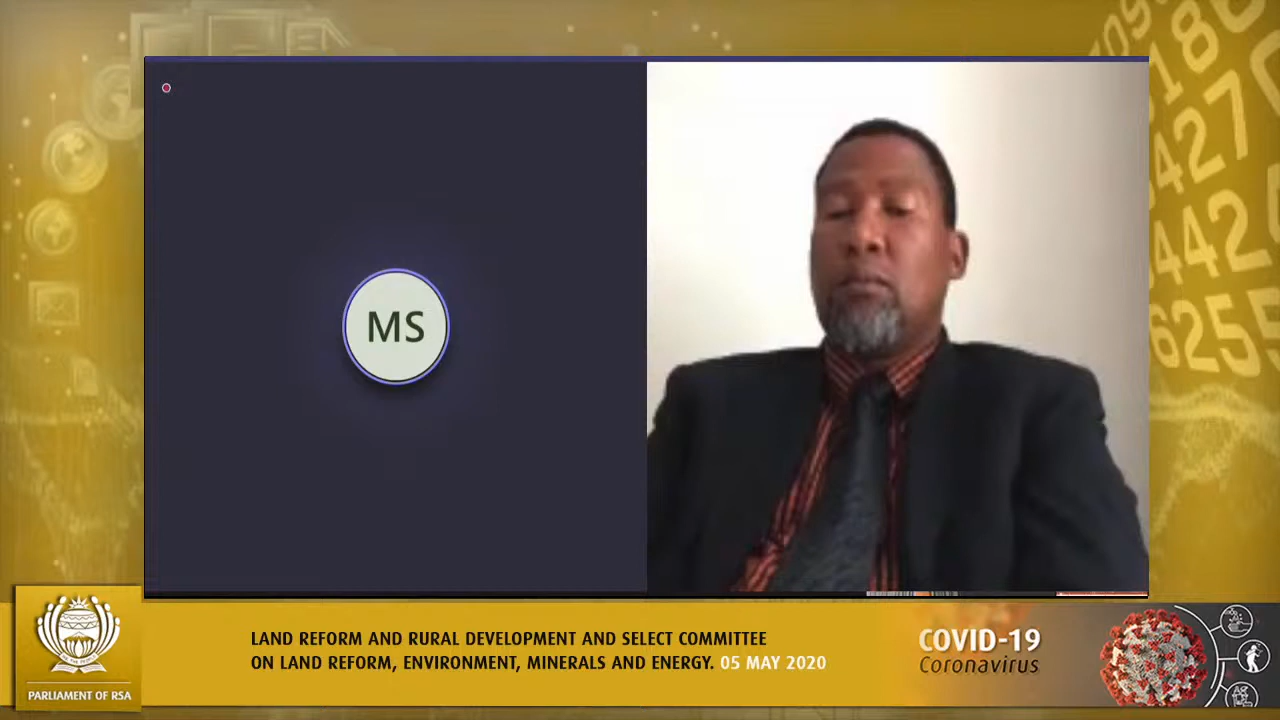 MS
LAND REFORM AND RURAL DEVELOPMENT AND SELECT COMMITTEE
ON LAND REFORM, ENVIRONMENT, MINERALS AND ENERGY. 05 MAY 2020
COVID-19
Coronavirus
PARLIAMENT OF RSA